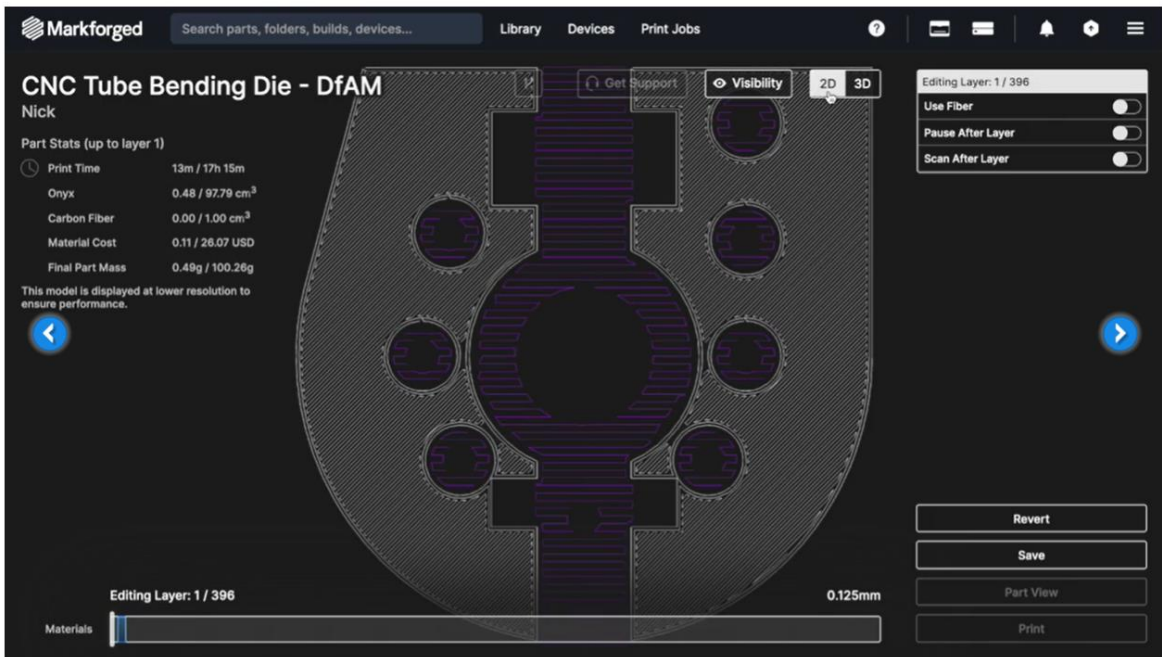 Markforged
Search parts, folders, builds, devices...
Library
Devices
Print Jobs
CNC Tube Bending Die - DfAM
Nick
Get Support
Visibility
2D
3D
Part Stats (up to layer 1)
Print Time 13m / 17h 15m
Onyx 0.48 / 97.79 cm³
Carbon Fiber 0.00 / 1.00 cm³
Material Cost 0.11 / 26.07 USD
Final Part Mass 0.49g / 100.26g
This model is displayed at lower resolution to
ensure performance.
Editing Layer: 1 / 396
Use Fiber
Pause After Layer
Scan After Layer
Revert
Save
Part View
Print
Editing Layer: 1 / 396
0.125mm
Materials